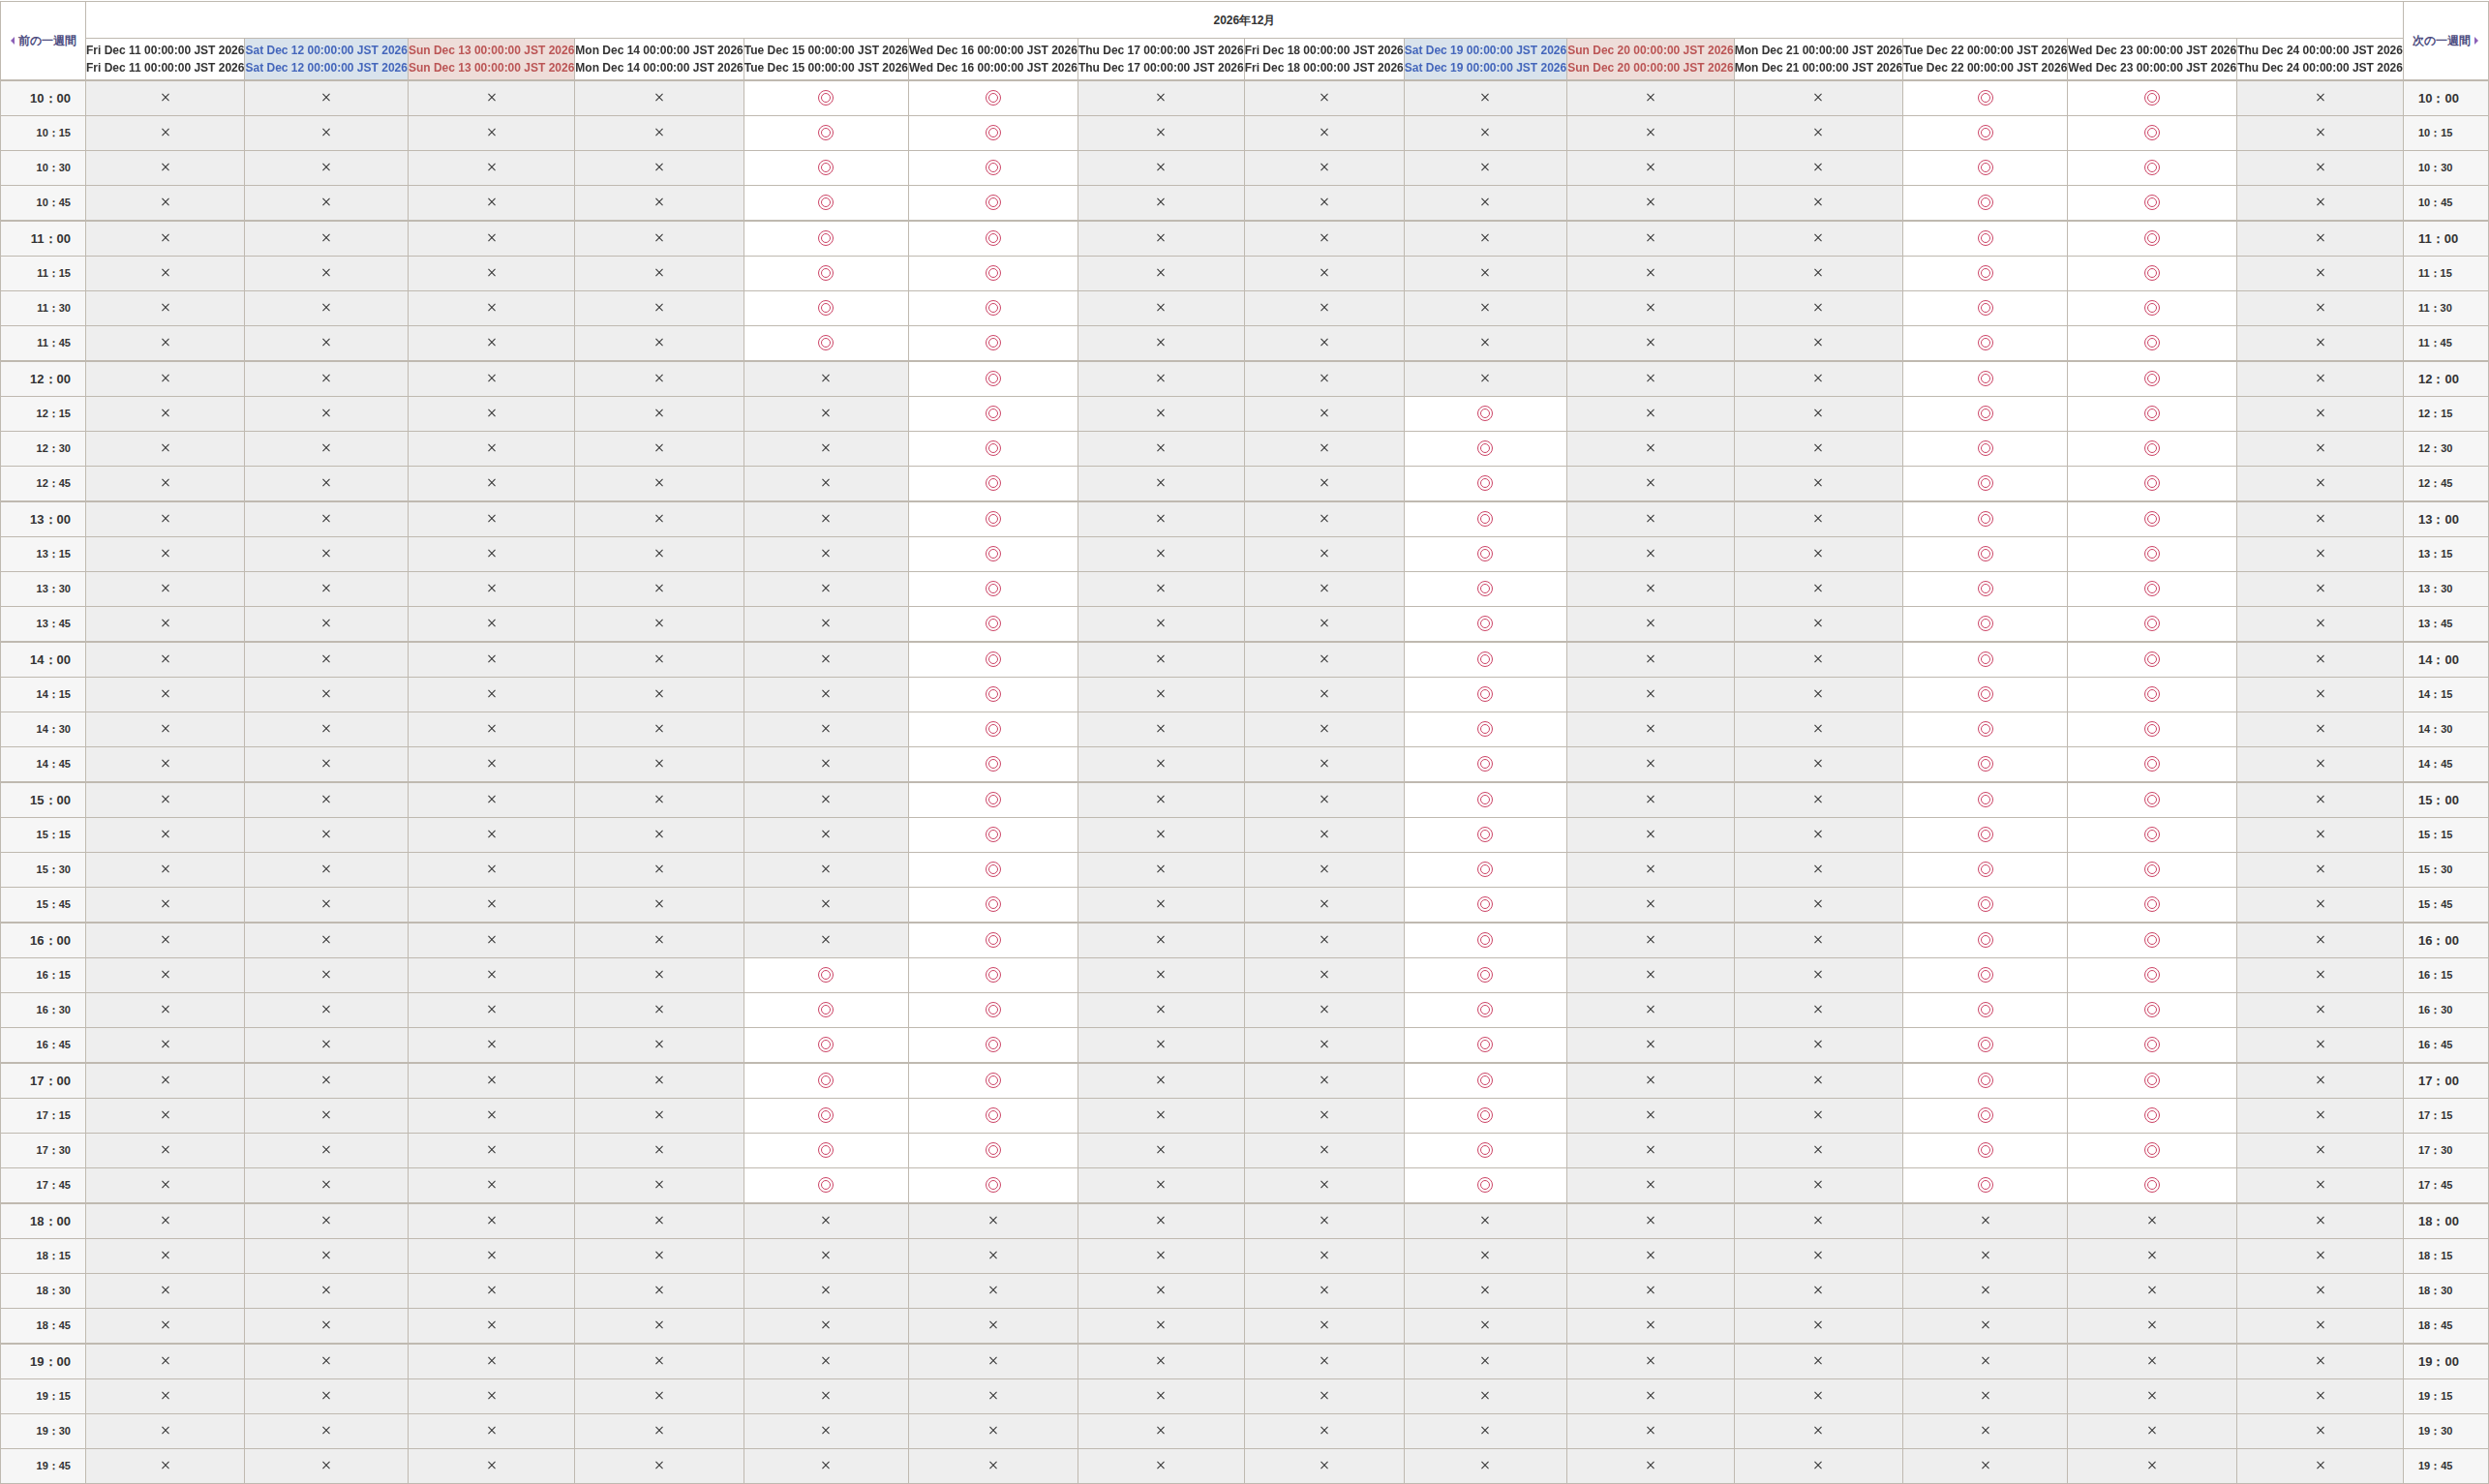 2026年12月
前の一週間
Fri Dec 11 00:00:00 JST 2026 Sat Dec 12 00:00:00 JST 2026 Sun Dec 13 00:00:00 JST 2026 Mon Dec 14 00:00:00 JST 2026 Tue Dec 15 00:00:00 JST 2026 Wed Dec 16 00:00:00 JST 2026 Thu Dec 17 00:00:00 JST 2026 Fri Dec 18 00:00:00 JST 2026 Sat Dec 19 00:00:00 JST 2026 Sun Dec 20 00:00:00 JST 2026 Mon Dec 21 00:00:00 JST 2026 Tue Dec 22 00:00:00 JST 2026 Wed Dec 23 00:00:00 JST 2026 Thu Dec 24 00:00:00 JST 2026
Fri Dec 11 00:00:00 JST 2026 Sat Dec 12 00:00:00 JST 2026 Sun Dec 13 00:00:00 JST 2026 Mon Dec 14 00:00:00 JST 2026 Tue Dec 15 00:00:00 JST 2026 Wed Dec 16 00:00:00 JST 2026 Thu Dec 17 00:00:00 JST 2026 Fri Dec 18 00:00:00 JST 2026 Sat Dec 19 00:00:00 JST 2026 Sun Dec 20 00:00:00 JST 2026 Mon Dec 21 00:00:00 JST 2026 Tue Dec 22 00:00:00 JST 2026 Wed Dec 23 00:00:00 JST 2026 Thu Dec 24 00:00:00 JST 2026
次の一週間
10：00 × × × × ◎ ◎ × × × × × ◎ ◎ × 10：00
10：15 × × × × ◎ ◎ × × × × × ◎ ◎ × 10：15
10：30 × × × × ◎ ◎ × × × × × ◎ ◎ × 10：30
10：45 × × × × ◎ ◎ × × × × × ◎ ◎ × 10：45
11：00 × × × × ◎ ◎ × × × × × ◎ ◎ × 11：00
11：15 × × × × ◎ ◎ × × × × × ◎ ◎ × 11：15
11：30 × × × × ◎ ◎ × × × × × ◎ ◎ × 11：30
11：45 × × × × ◎ ◎ × × × × × ◎ ◎ × 11：45
12：00 × × × × × ◎ × × × × × ◎ ◎ × 12：00
12：15 × × × × × ◎ × × ◎ × × ◎ ◎ × 12：15
12：30 × × × × × ◎ × × ◎ × × ◎ ◎ × 12：30
12：45 × × × × × ◎ × × ◎ × × ◎ ◎ × 12：45
13：00 × × × × × ◎ × × ◎ × × ◎ ◎ × 13：00
13：15 × × × × × ◎ × × ◎ × × ◎ ◎ × 13：15
13：30 × × × × × ◎ × × ◎ × × ◎ ◎ × 13：30
13：45 × × × × × ◎ × × ◎ × × ◎ ◎ × 13：45
14：00 × × × × × ◎ × × ◎ × × ◎ ◎ × 14：00
14：15 × × × × × ◎ × × ◎ × × ◎ ◎ × 14：15
14：30 × × × × × ◎ × × ◎ × × ◎ ◎ × 14：30
14：45 × × × × × ◎ × × ◎ × × ◎ ◎ × 14：45
15：00 × × × × × ◎ × × ◎ × × ◎ ◎ × 15：00
15：15 × × × × × ◎ × × ◎ × × ◎ ◎ × 15：15
15：30 × × × × × ◎ × × ◎ × × ◎ ◎ × 15：30
15：45 × × × × × ◎ × × ◎ × × ◎ ◎ × 15：45
16：00 × × × × × ◎ × × ◎ × × ◎ ◎ × 16：00
16：15 × × × × ◎ ◎ × × ◎ × × ◎ ◎ × 16：15
16：30 × × × × ◎ ◎ × × ◎ × × ◎ ◎ × 16：30
16：45 × × × × ◎ ◎ × × ◎ × × ◎ ◎ × 16：45
17：00 × × × × ◎ ◎ × × ◎ × × ◎ ◎ × 17：00
17：15 × × × × ◎ ◎ × × ◎ × × ◎ ◎ × 17：15
17：30 × × × × ◎ ◎ × × ◎ × × ◎ ◎ × 17：30
17：45 × × × × ◎ ◎ × × ◎ × × ◎ ◎ × 17：45
18：00 × × × × × × × × × × × × × × 18：00
18：15 × × × × × × × × × × × × × × 18：15
18：30 × × × × × × × × × × × × × × 18：30
18：45 × × × × × × × × × × × × × × 18：45
19：00 × × × × × × × × × × × × × × 19：00
19：15 × × × × × × × × × × × × × × 19：15
19：30 × × × × × × × × × × × × × × 19：30
19：45 × × × × × × × × × × × × × × 19：45